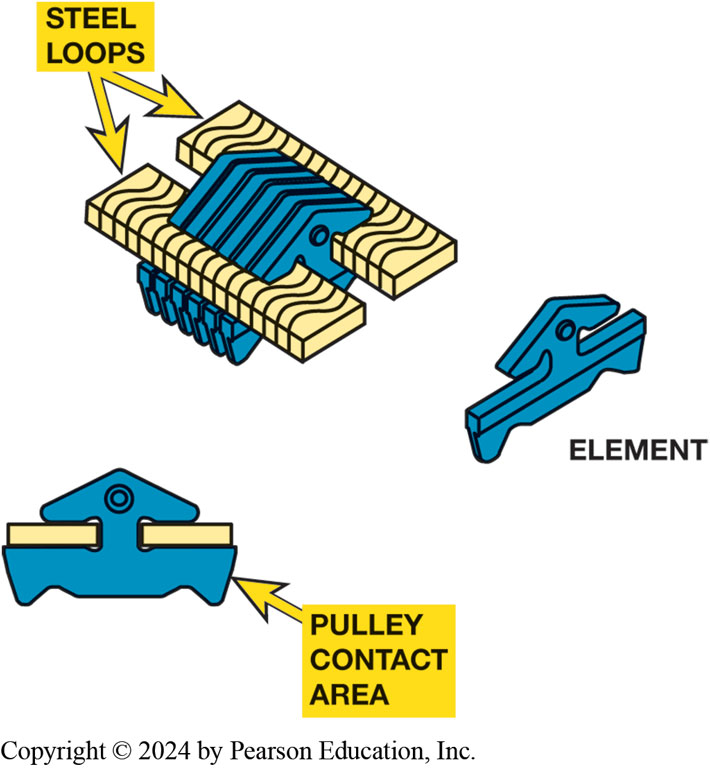 STEEL
LOOPS
ELEMENT
PULLEY
CONTACT
AREA
Copyright © 2024 by Pearson Education, Inc.